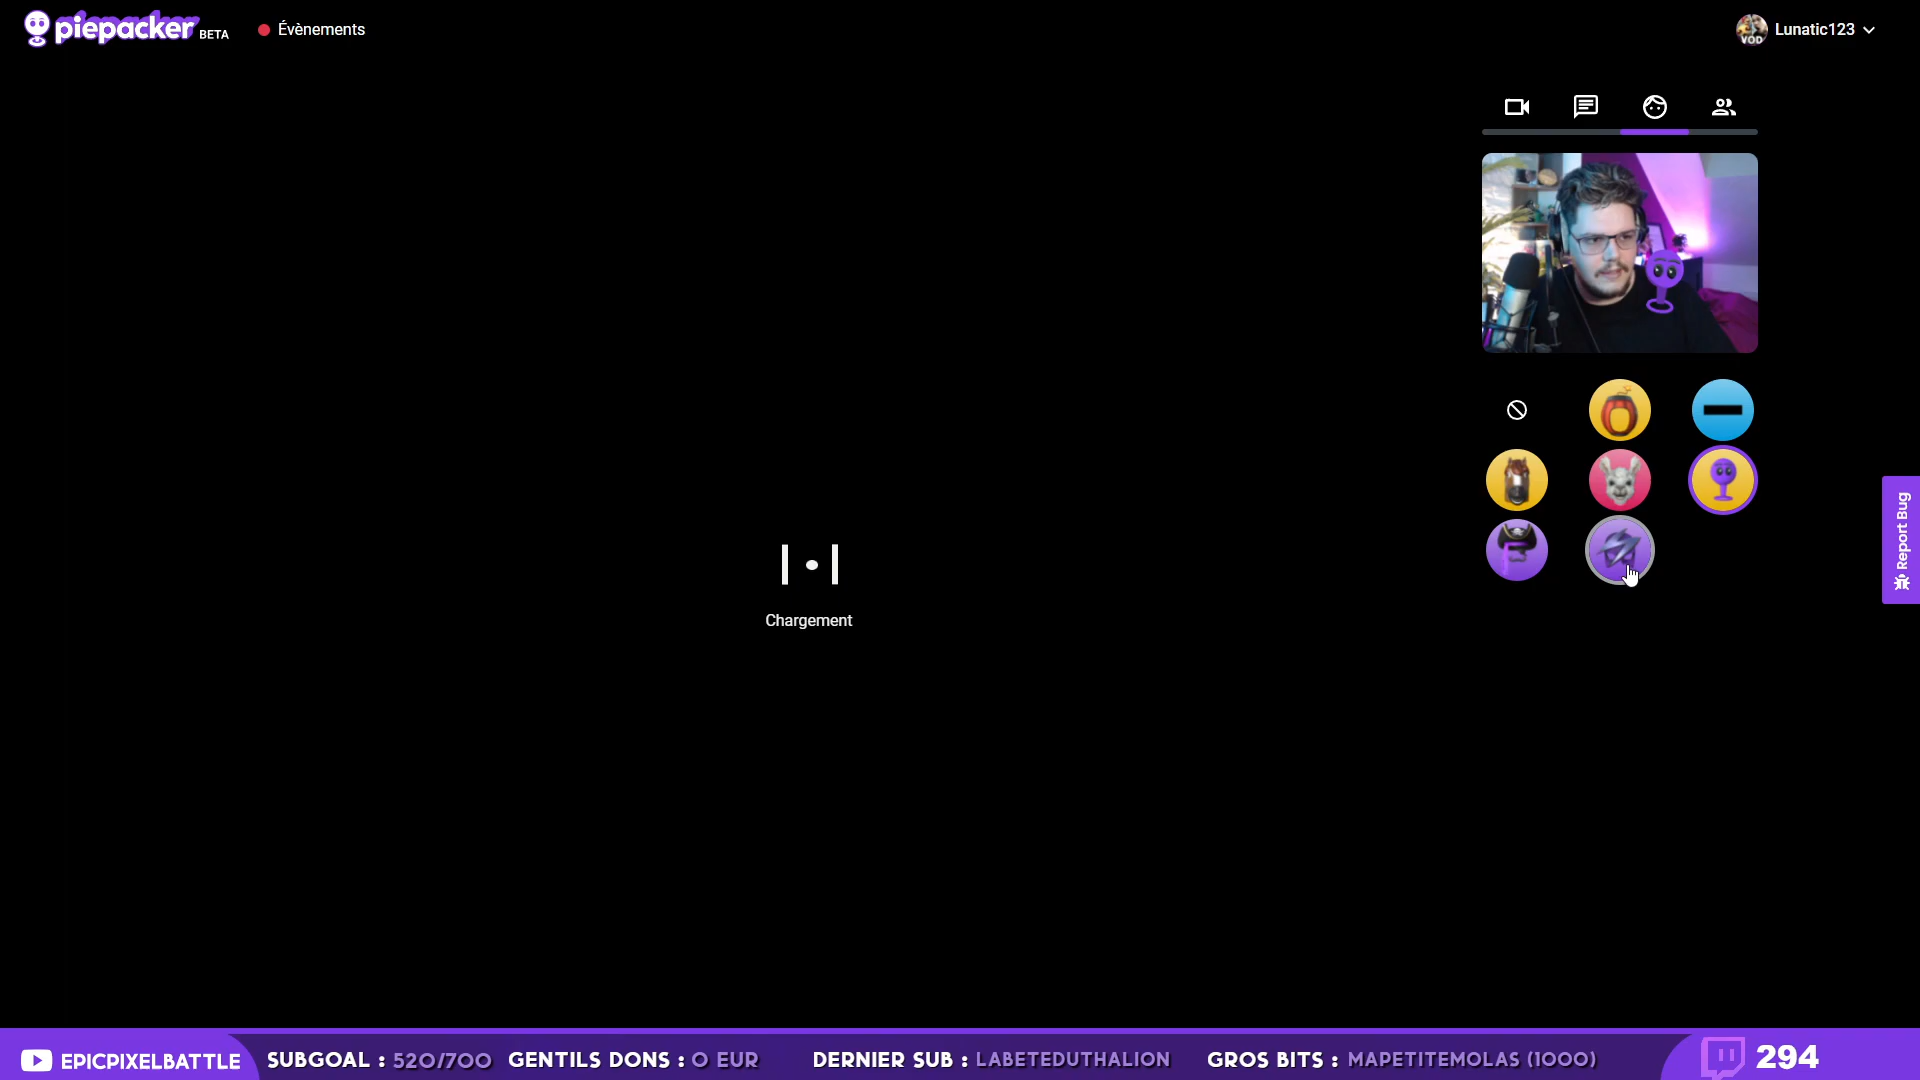 piepacker BETA
Évènements
Lunatic123
VOD
Report Bug
Chargement
EPICPIXELBATTLE
SUBGOAL : 520/700
GENTILS DONS : 0 EUR
DERNIER SUB : LABETEDUTHALION
GROS BITS : MAPETITEMOLAS (1000)
294